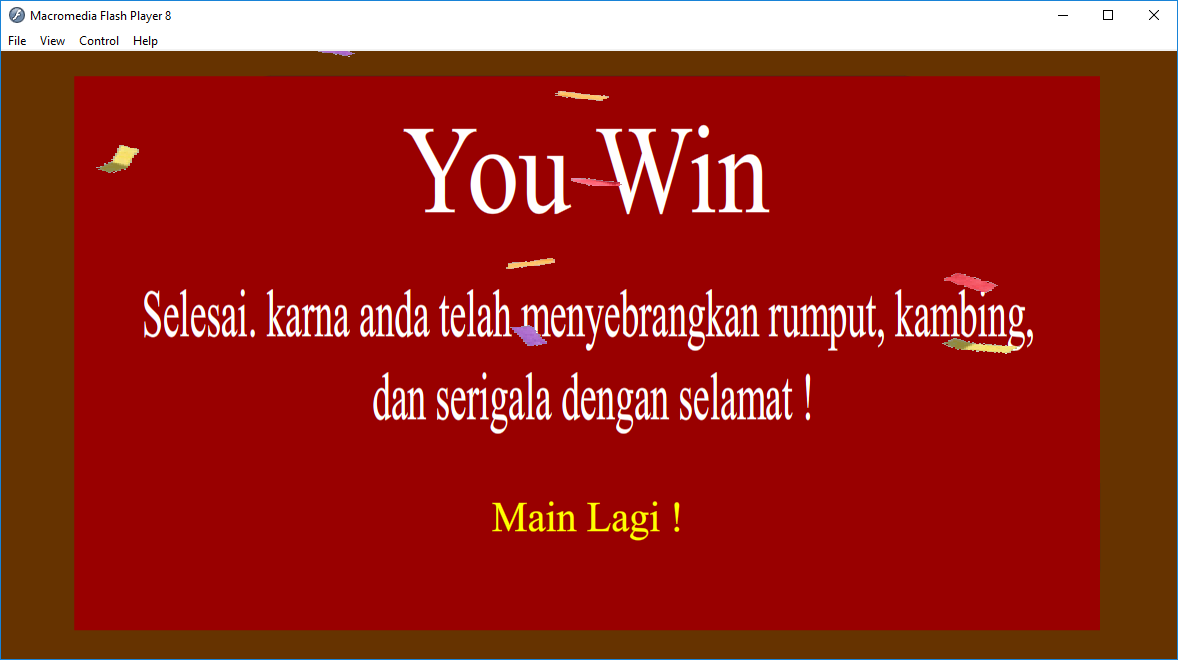 Macromedia Flash Player 8
File View Control Help
You Win
Selesai. karna anda telah menyebrangkan rumput, kambing,
dan serigala dengan selamat !
Main Lagi !